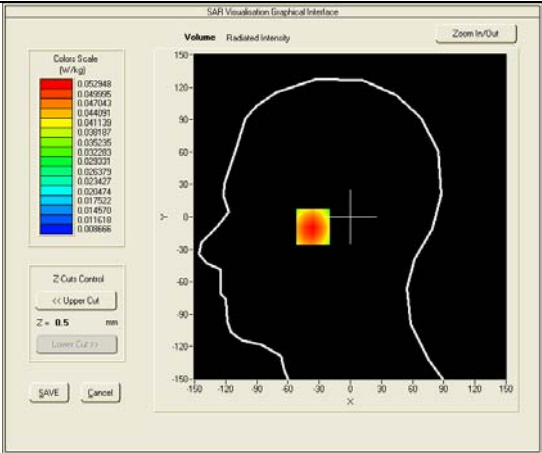 SAR Visualisation Graphical Interface
Volume Radiated Intensity
Zoom In/Out
Colors Scale
(W/kg)
0.052948
0.049995
0.047043
0.044091
0.041139
0.038187
0.035235
0.032283
0.029331
0.026379
0.023427
0.020474
0.017522
0.014570
0.011618
0.008666
Z-Cuts Control
<< Upper Cut
Z = 0.5 mm
Lower Cut >>
SAVE Cancel
150
120
90
60
30
0
-30
-60
-90
-120
-150
Y
-150 -120 -90 -60 -30 0 30 60 90 120 150
X